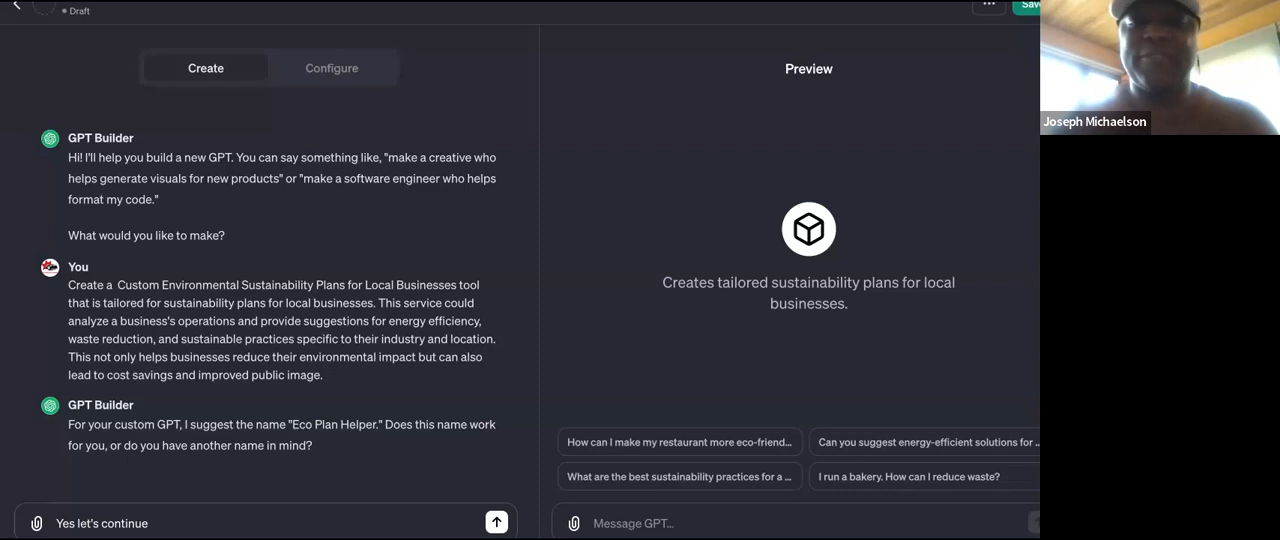 Draft
...
Save
Create
Configure
GPT Builder
Hi! I'll help you build a new GPT. You can say something like, "make a creative who
helps generate visuals for new products" or "make a software engineer who helps
format my code."
What would you like to make?
You
Create a Custom Environmental Sustainability Plans for Local Businesses tool
that is tailored for sustainability plans for local businesses. This service could
analyze a business's operations and provide suggestions for energy efficiency,
waste reduction, and sustainable practices specific to their industry and location.
This not only helps businesses reduce their environmental impact but can also
lead to cost savings and improved public image.
GPT Builder
For your custom GPT, I suggest the name "Eco Plan Helper." Does this name work
for you, or do you have another name in mind?
Yes let's continue
Preview
Creates tailored sustainability plans for local
businesses.
How can I make my restaurant more eco-friend...
Can you suggest energy-efficient solutions for ..
What are the best sustainability practices for a ...
I run a bakery. How can I reduce waste?
Message GPT...
Joseph Michaelson